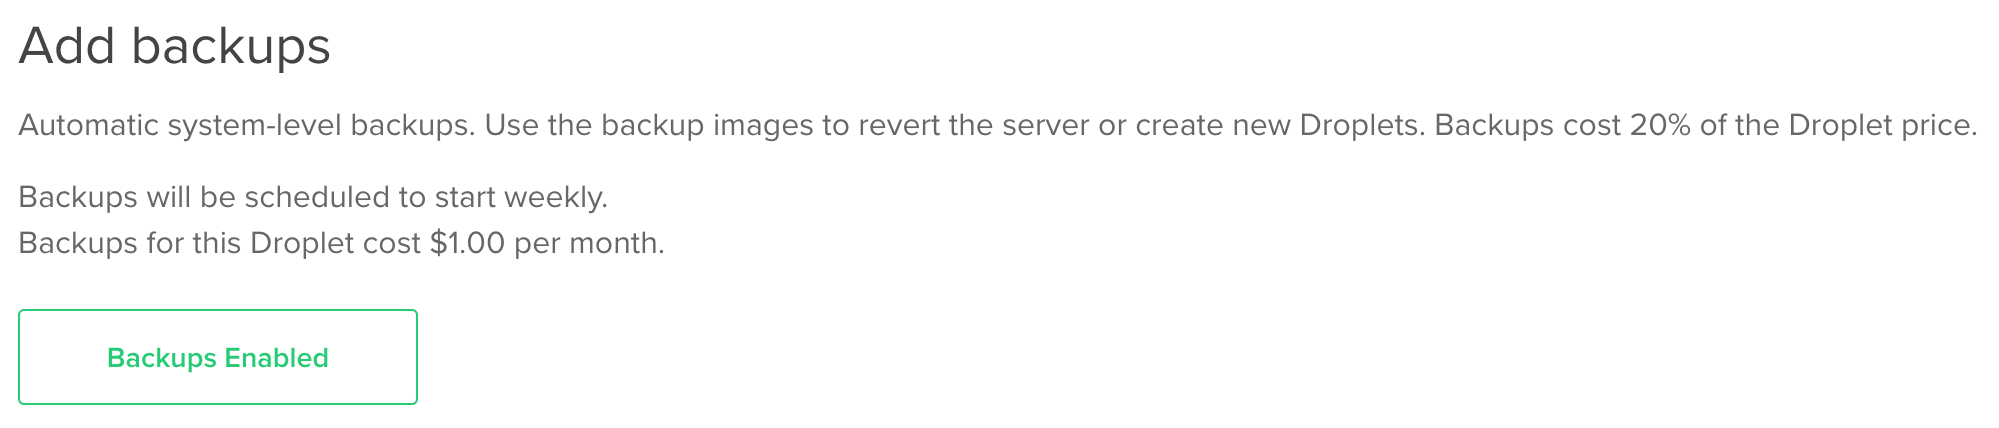 Add backups
Automatic system-level backups. Use the backup images to revert the server or create new Droplets. Backups cost 20% of the Droplet price.
Backups will be scheduled to start weekly.
Backups for this Droplet cost $1.00 per month.
Backups Enabled